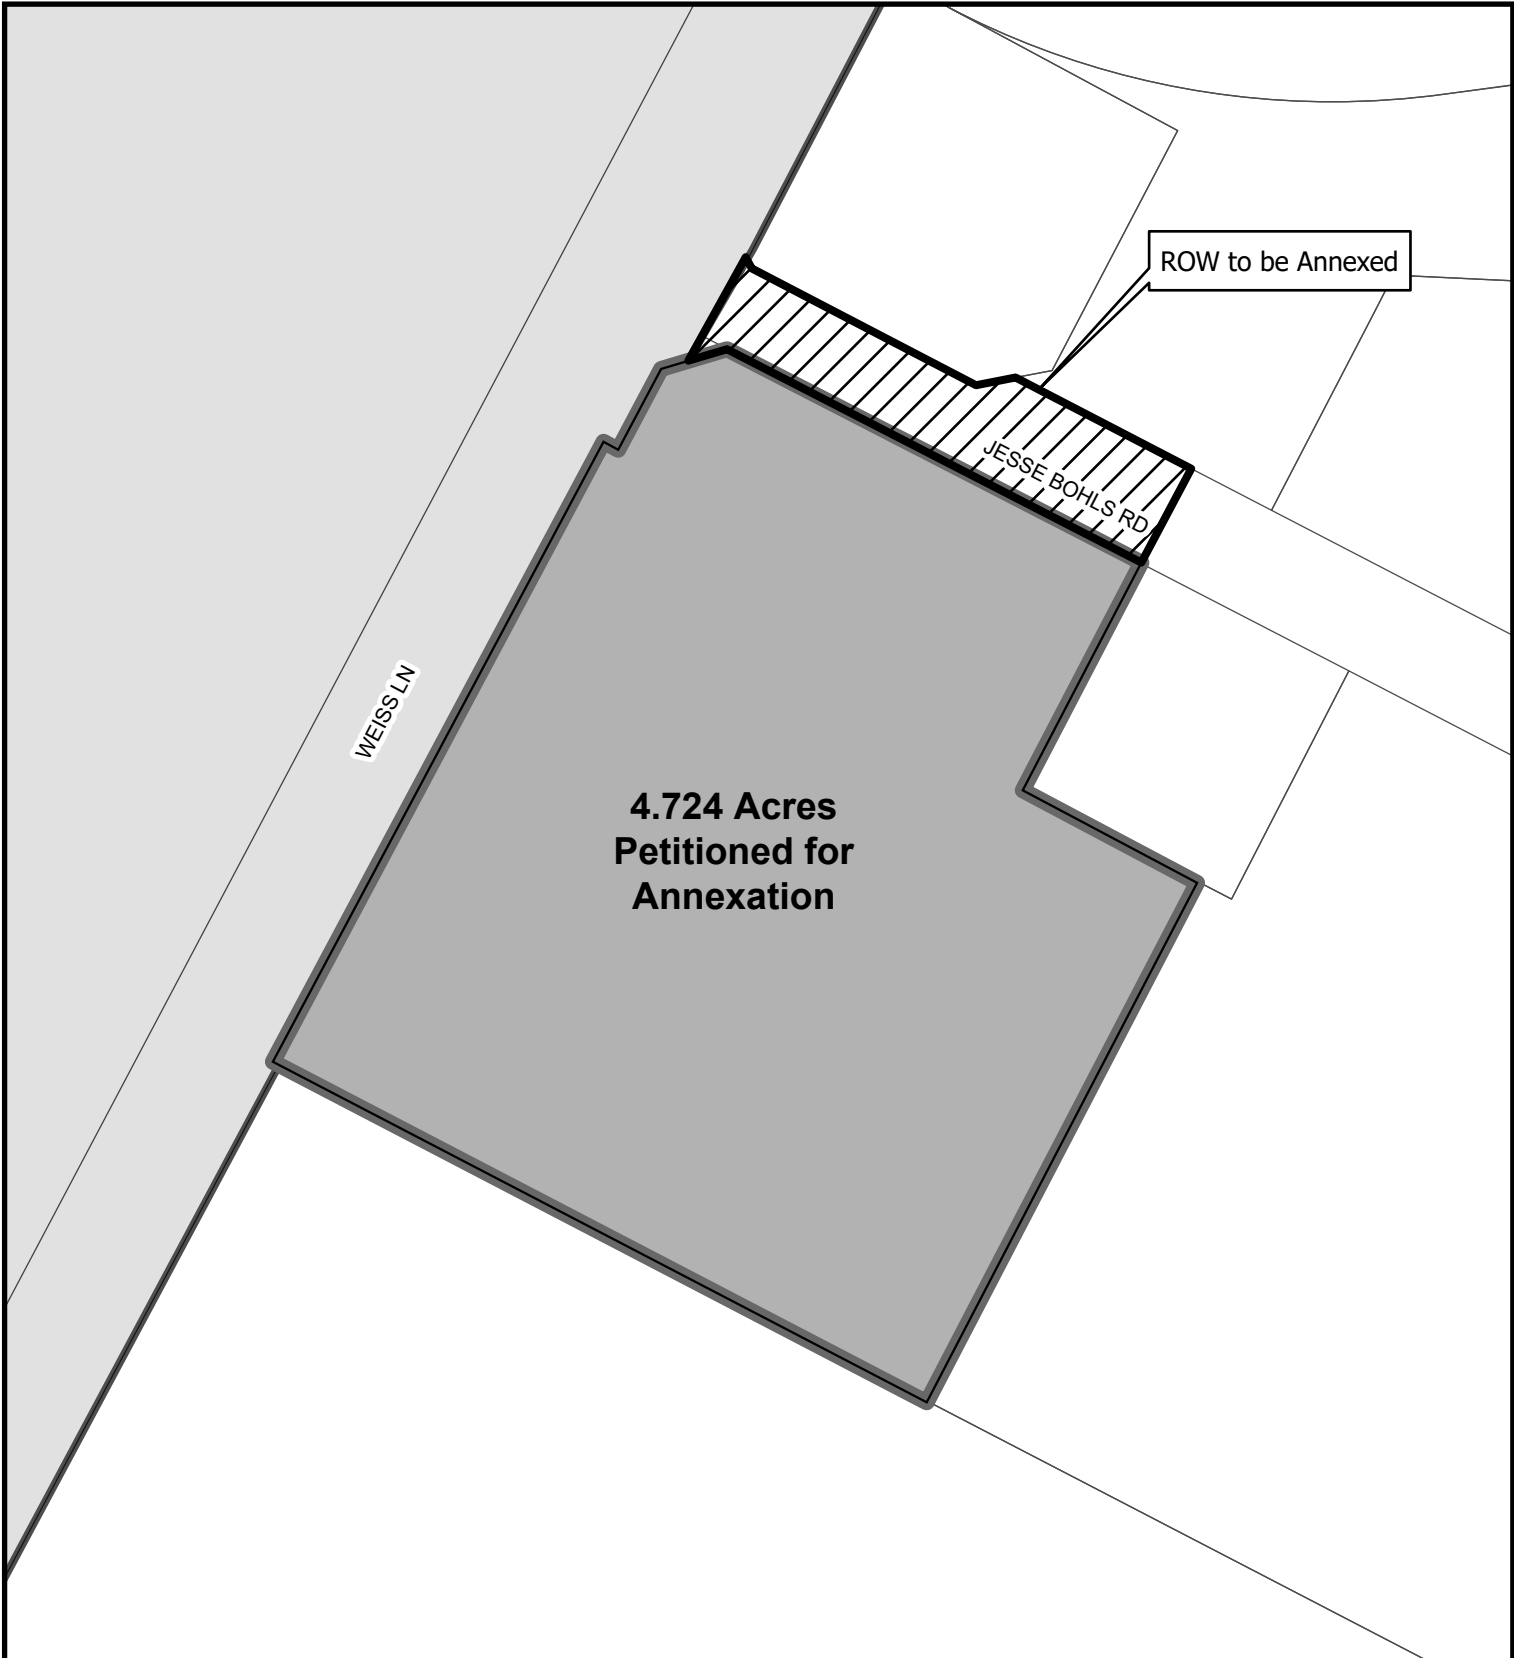 ROW to be Annexed
JESSE BOHLS RD
WEISS LN
4.724 Acres
Petitioned for
Annexation